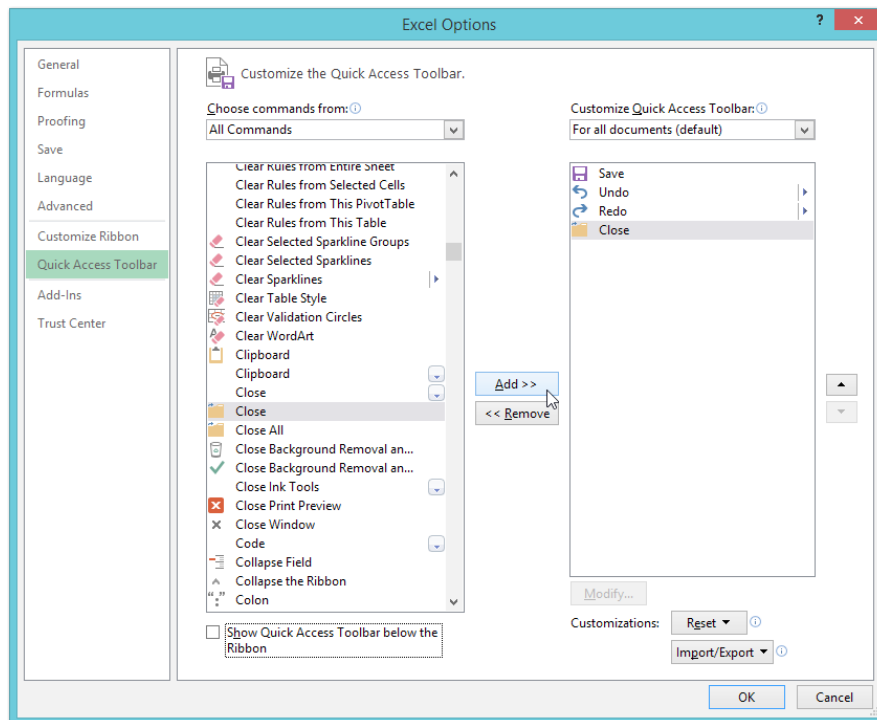 Excel Options
?
General
Formulas
Proofing
Save
Language
Advanced
Customize Ribbon
Quick Access Toolbar
Add-Ins
Trust Center
Customize the Quick Access Toolbar.
Choose commands from:
All Commands
Clear Rules from Entire Sheet
Clear Rules from Selected Cells
Clear Rules from This PivotTable
Clear Rules from This Table
Clear Selected Sparkline Groups
Clear Selected Sparklines
Clear Sparklines
Clear Table Style
Clear Validation Circles
Clear WordArt
Clipboard
Clipboard
Close
Close
Close All
Close Background Removal an...
Close Background Removal an...
Close Ink Tools
Close Print Preview
Close Window
Code
Collapse Field
Collapse the Ribbon
Colon
Show Quick Access Toolbar below the
Ribbon
Add >>
<< Remove
Customize Quick Access Toolbar:
For all documents (default)
Save
Undo
Redo
Close
Modify...
Customizations:
Reset
Import/Export
OK
Cancel